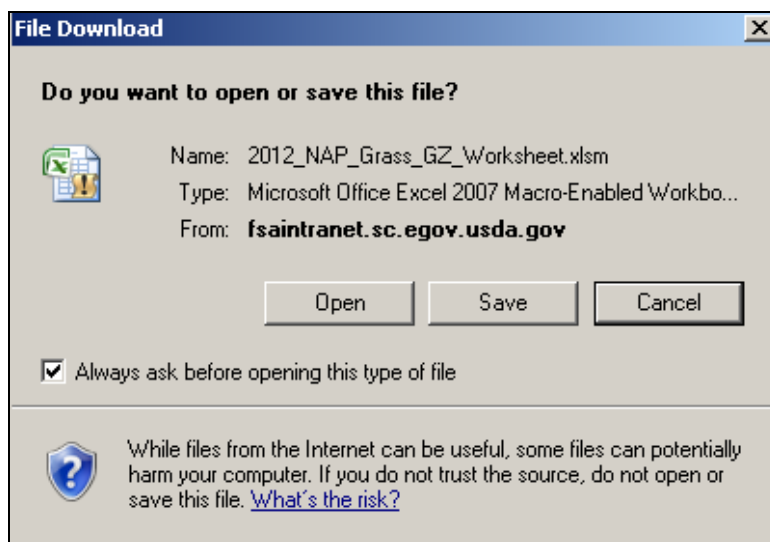 File Download
Do you want to open or save this file?
Name: 2012_NAP_Grass_GZ_Worksheet.xlsm
Type: Microsoft Office Excel 2007 Macro-Enabled Workbo...
From: fsaintranet.sc.egov.usda.gov
Open Save Cancel
Always ask before opening this type of file
While files from the Internet can be useful, some files can potentially
harm your computer. If you do not trust the source, do not open or
save this file. What's the risk?